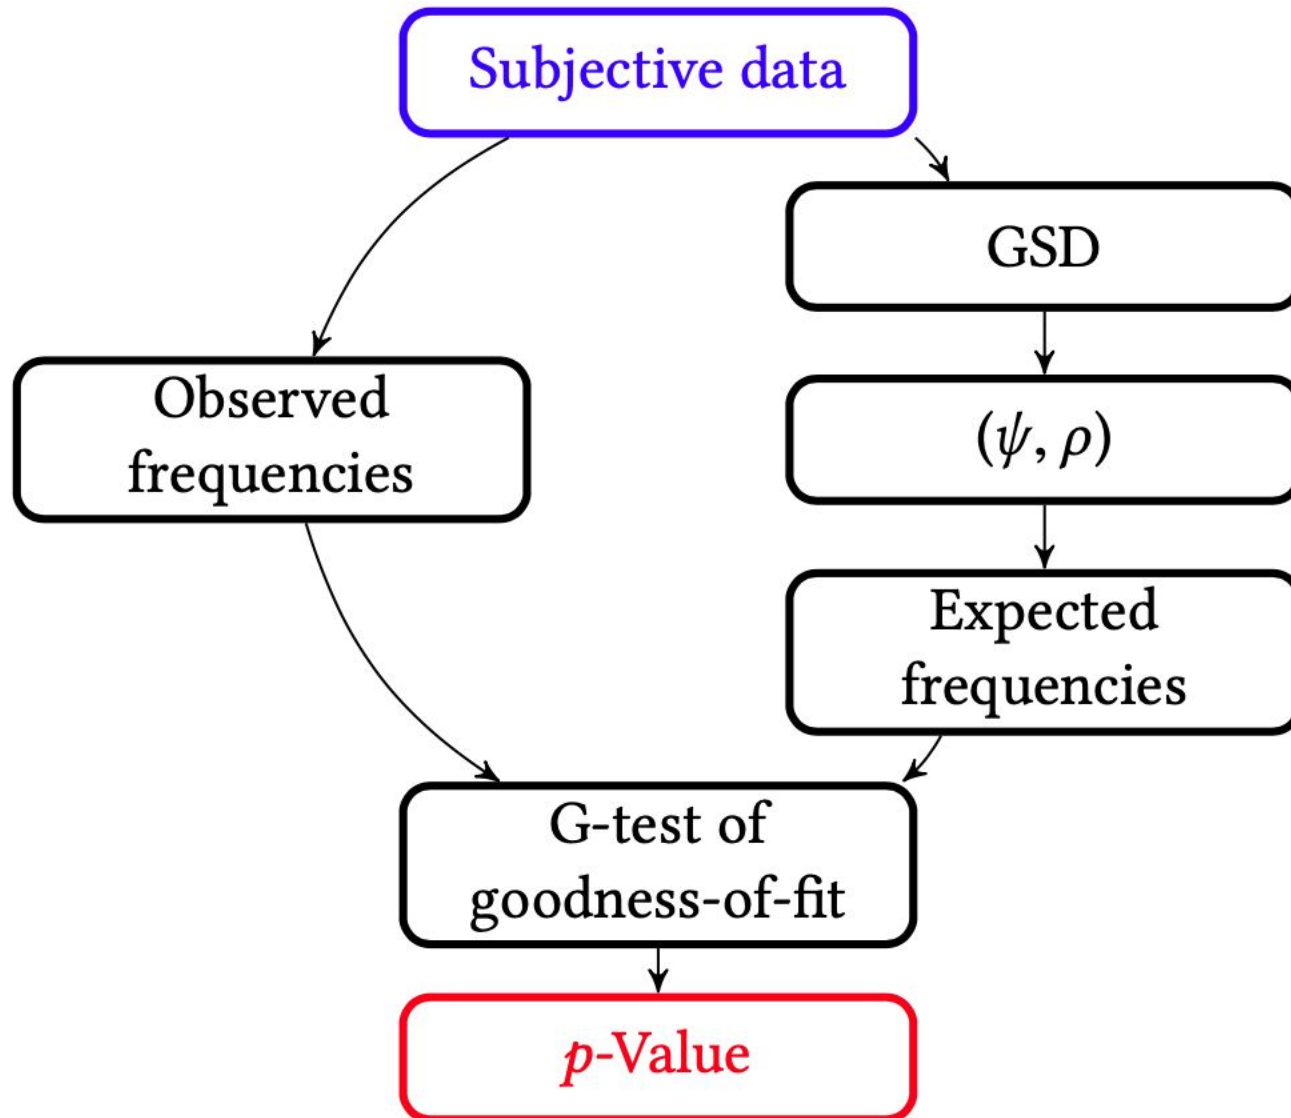 Subjective data
GSD
Observed
frequencies
(ψ, ρ)
Expected
frequencies
G-test of
goodness-of-fit
p-Value